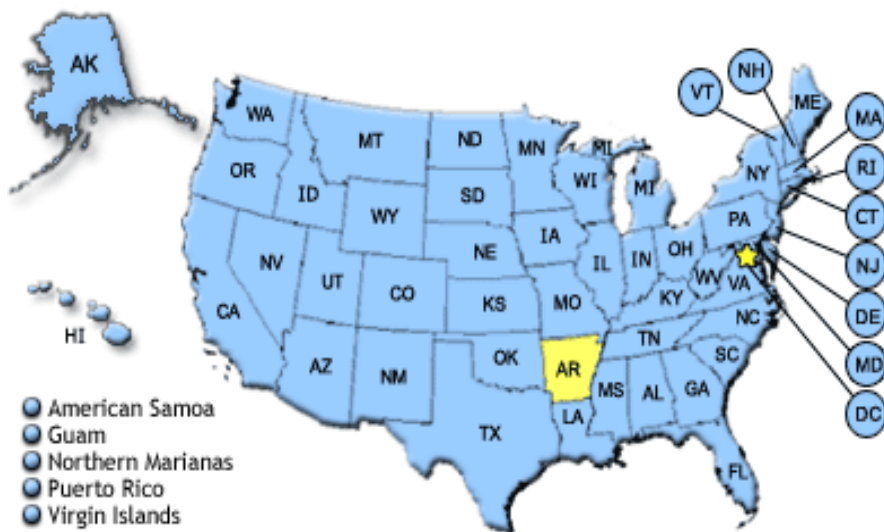 AK
NH
VT
ME
WA
MT
ND
MN
MI
MA
OR
ID
SD
WI
MI
NY
RI
WY
IA
PA
CT
NV
UT
NE
IL
IN
OH
NJ
CA
CO
KS
MO
KY
WV
VA
DE
HI
AZ
NM
OK
AR
TN
NC
MD
TX
LA
MS
AL
GA
SC
DC
FL
American Samoa
Guam
Northern Marianas
Puerto Rico
Virgin Islands